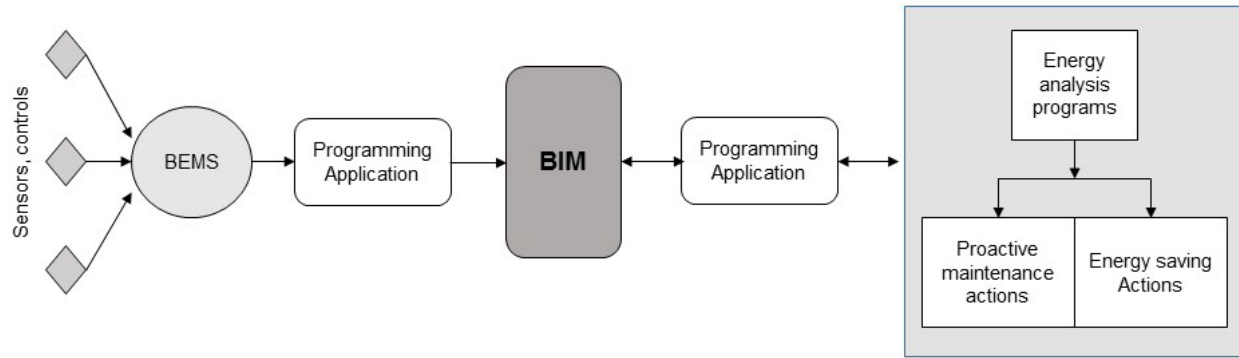 Sensors, controls
BEMS
Programming
Application
BIM
Programming
Application
Energy
analysis
programs
Proactive
maintenance
actions
Energy saving
Actions